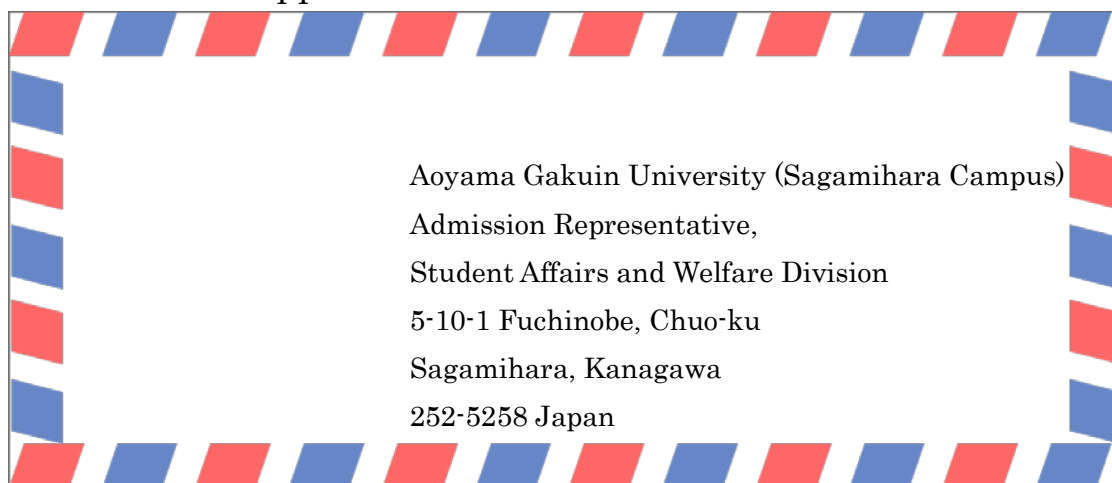 Aoyama Gakuin University (Sagamihara Campus)
Admission Representative,
Student Affairs and Welfare Division
5-10-1 Fuchinobe, Chuo-ku
Sagamihara, Kanagawa
252-5258 Japan